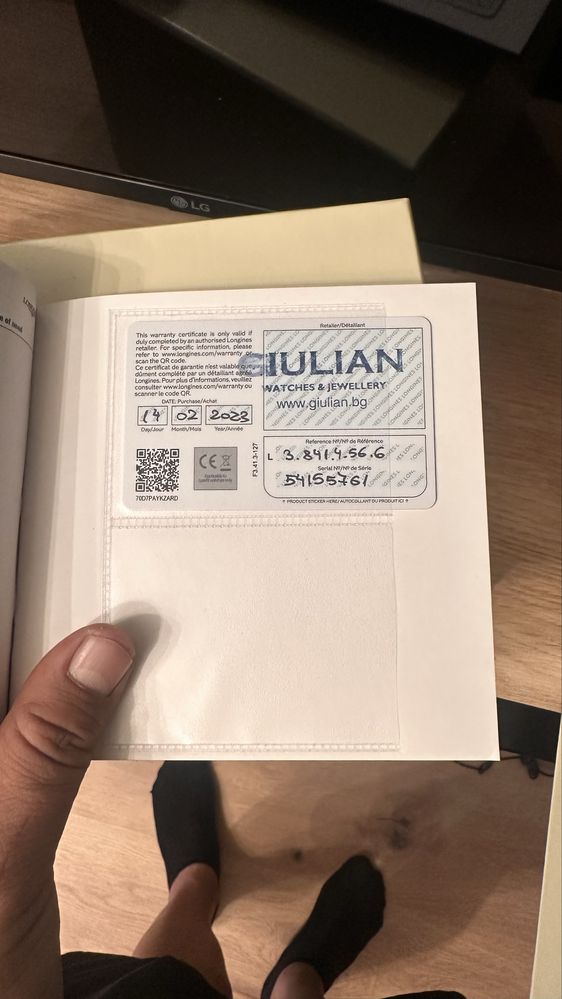 LG
This warranty certificate is only valid if
duly completed by an authorised Longines
retailer. For specific information, please
refer to www.longines.com/warranty or
scan the QR code.
Ce certificat de garantie n'est valable que
dûment complété par un détaillant agréé
Longines. Pour plus d'informations, veuillez
consulter www.longines.com/warranty ou
scanner le code QR.
DATE: Purchase/Achat
14 02 2023
Day/Jour Month/Mois Year/Année
70D7PAYKZARD
CE
F3.41.3-127
Retailer/Détaillant
GIULIAN
WATCHES & JEWELLERY
www.giulian.bg
Reference Nº/Nº de Référence
L 3.841.4.56.6
Serial Nº/Nº de Série
54155761
↑ PRODUCT STICKER HERE/AUTOCOLLANT DU PRODUIT ICI ↑